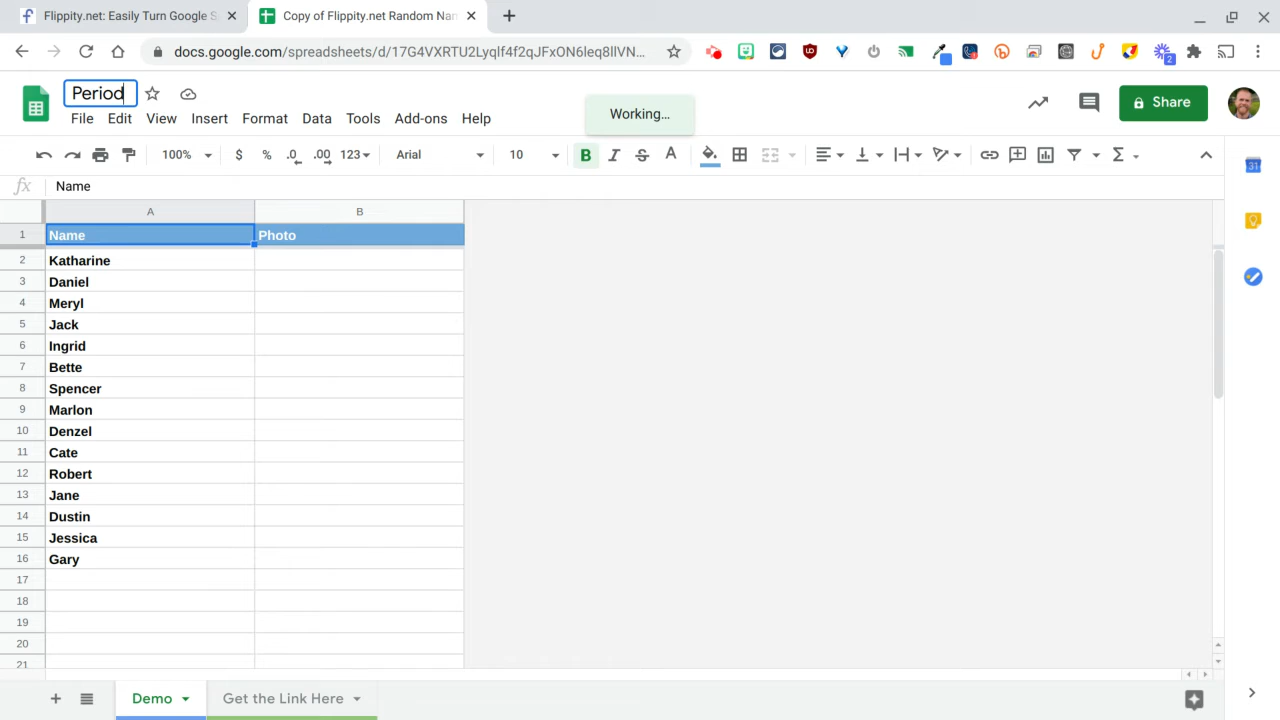 Flippity.net: Easily Turn Google S
Copy of Flippity.net Random Nan
docs.google.com/spreadsheets/d/17G4VXRTU2Lyqlf4f2qJFxON6leq8llVN...
2
Period
Working...
Share
File Edit View Insert Format Data Tools Add-ons Help
100% $ % .0 .00 123 Arial 10 B I S A Σ
31
fx Name
A B
1 Name Photo
2 Katharine
3 Daniel
4 Meryl
5 Jack
6 Ingrid
7 Bette
8 Spencer
9 Marlon
10 Denzel
11 Cate
12 Robert
13 Jane
14 Dustin
15 Jessica
16 Gary
17
18
19
20
21
Demo Get the Link Here